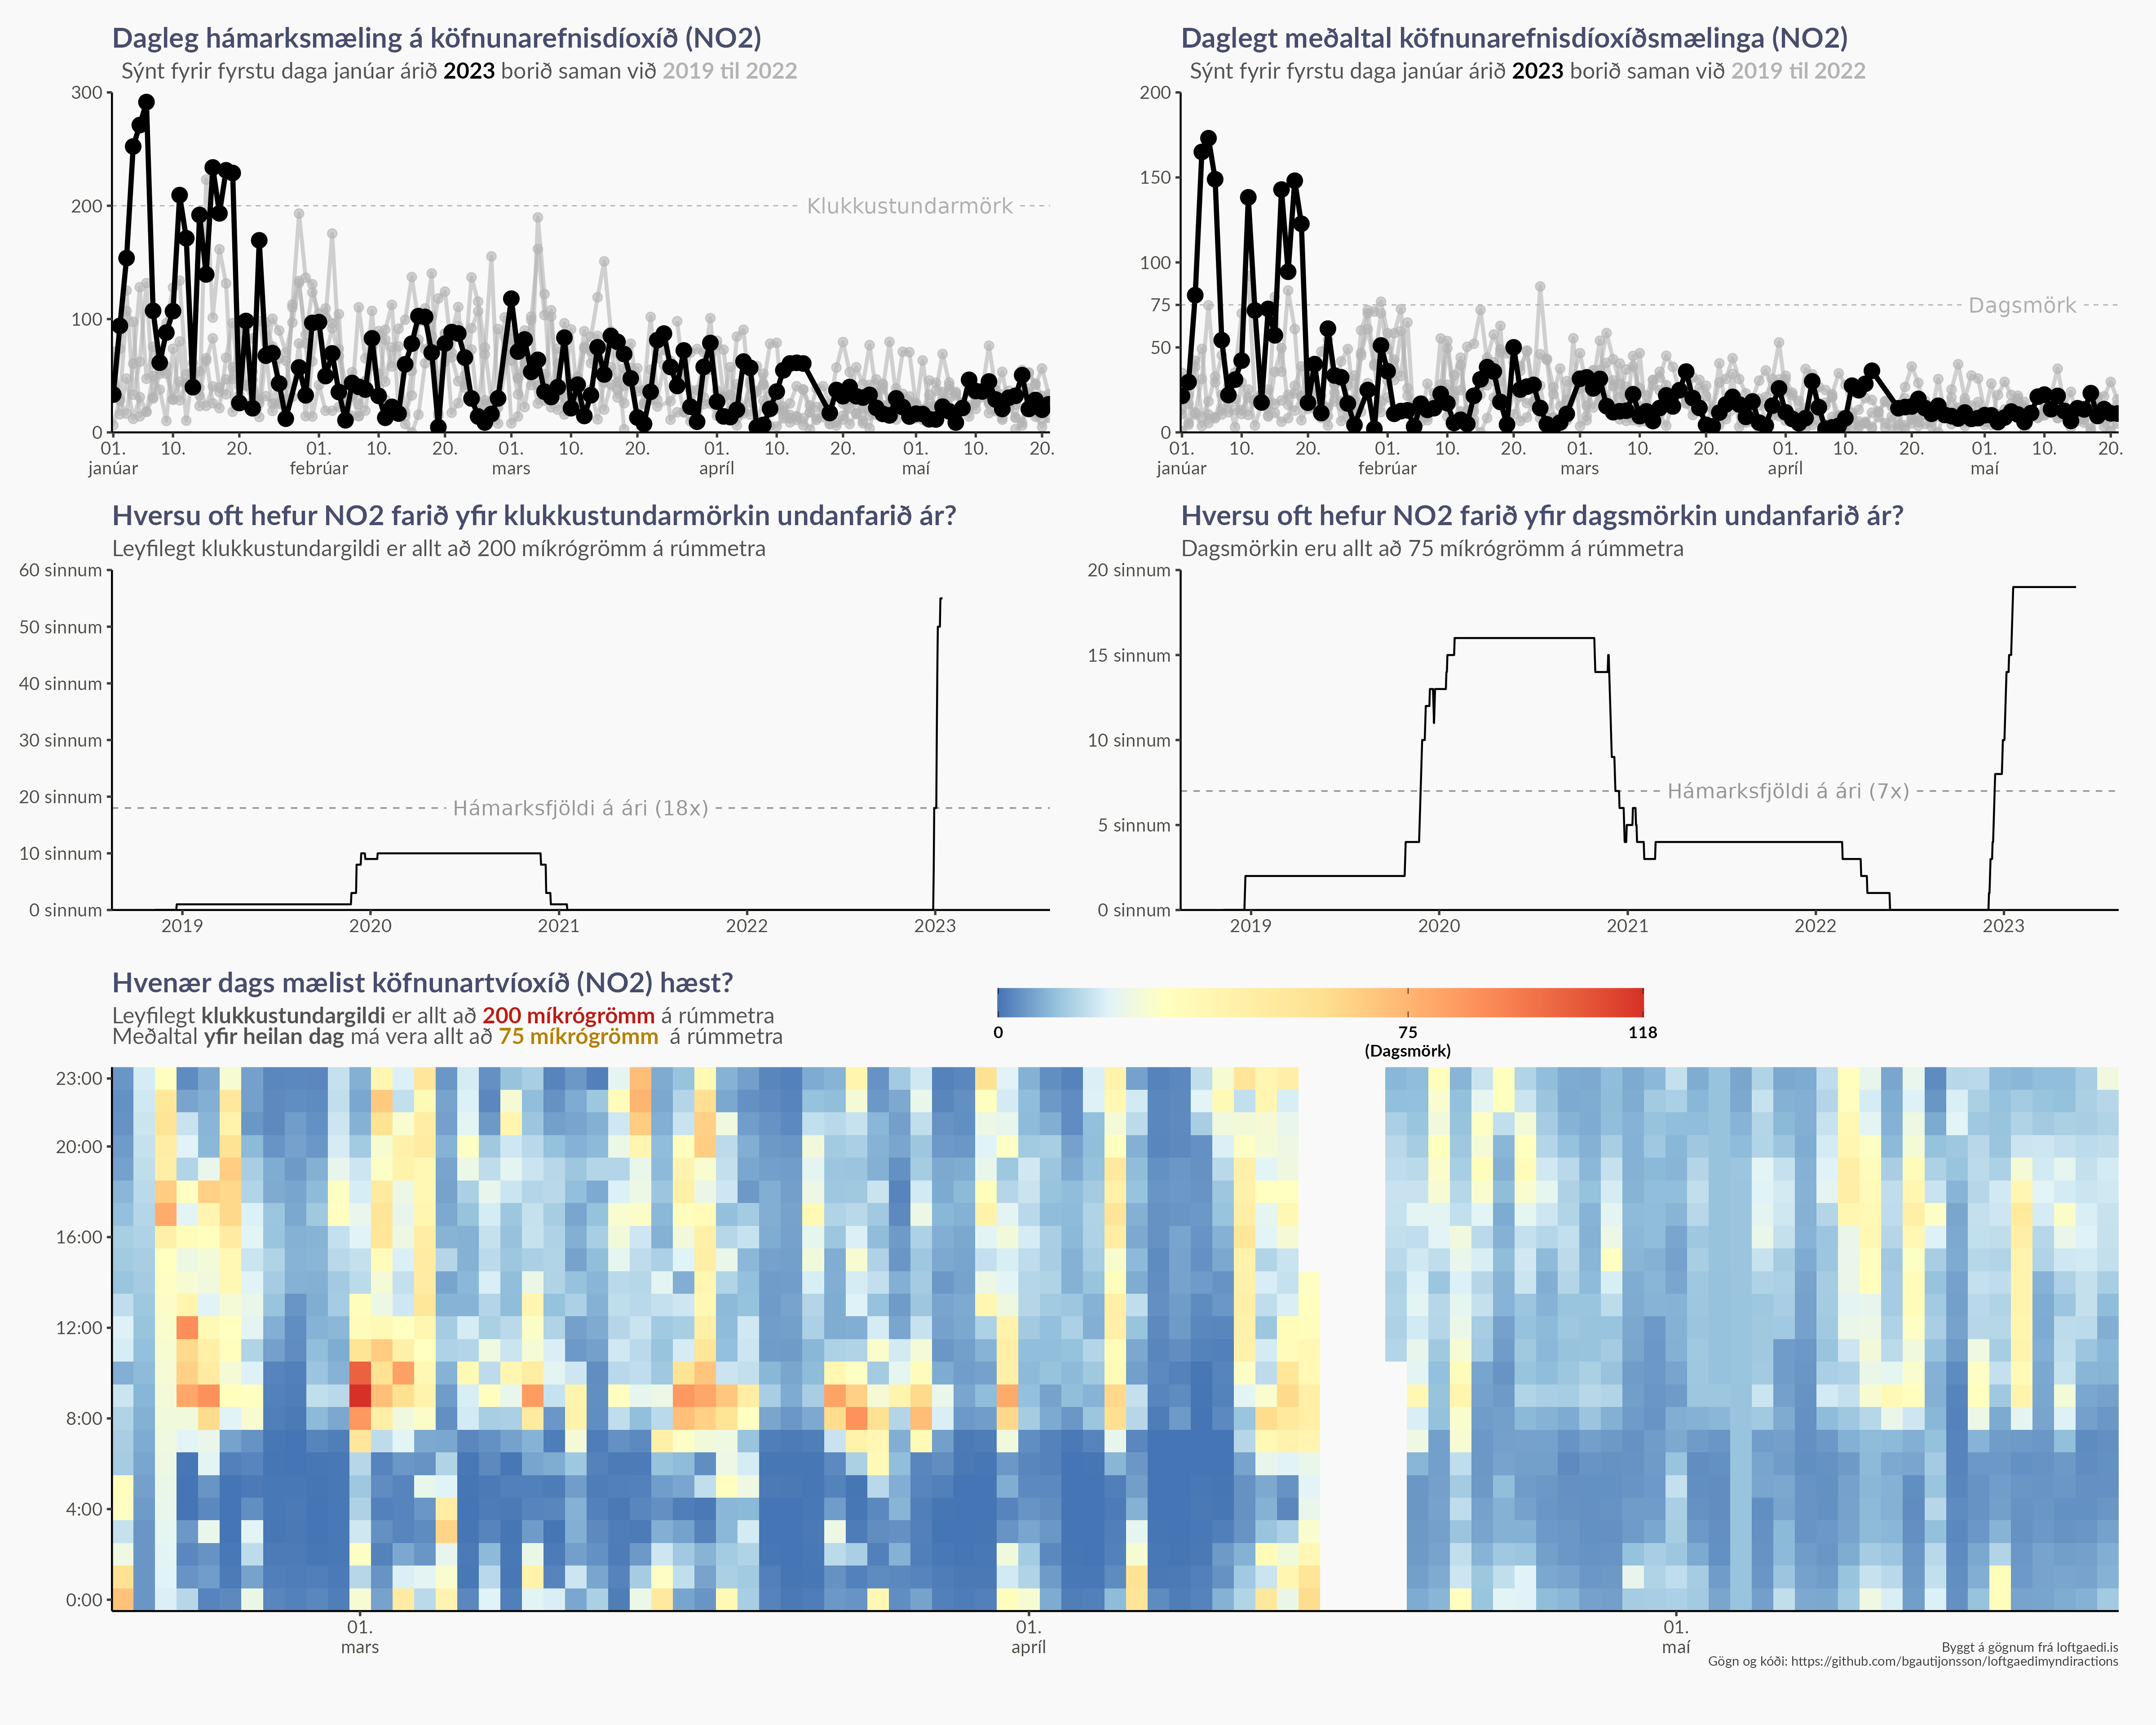 Dagleg hámarksmæling á köfnunarefnisdíoxíð (NO2)
Sýnt fyrir fyrstu daga janúar árið 2023 borið saman við 2019 til 2022
300
200
100
0
Klukkustundarmörk
01. 10. 20. 01. 10. 20. 01. 10. 20. 01. 10. 20. 01. 10. 20.
janúar febrúar mars apríl maí
Daglegt meðaltal köfnunarefnisdíoxíðsmælinga (NO2)
Sýnt fyrir fyrstu daga janúar árið 2023 borið saman við 2019 til 2022
200
150
100
75
50
0
Dagsmörk
01. 10. 20. 01. 10. 20. 01. 10. 20. 01. 10. 20. 01. 10. 20.
janúar febrúar mars apríl maí
Hversu oft hefur NO2 farið yfir klukkustundarmörkin undanfarið ár?
Leyfilegt klukkustundargildi er allt að 200 míkrógrömm á rúmmetra
60 sinnum
50 sinnum
40 sinnum
30 sinnum
20 sinnum
10 sinnum
0 sinnum
Hámarksfjöldi á ári (18x)
2019 2020 2021 2022 2023
Hversu oft hefur NO2 farið yfir dagsmörkin undanfarið ár?
Dagsmörkin eru allt að 75 míkrógrömm á rúmmetra
20 sinnum
15 sinnum
10 sinnum
5 sinnum
0 sinnum
Hámarksfjöldi á ári (7x)
2019 2020 2021 2022 2023
Hvenær dags mælist köfnunartvíoxíð (NO2) hæst?
Leyfilegt klukkustundargildi er allt að 200 míkrógrömm á rúmmetra
Meðaltal yfir heilan dag má vera allt að 75 míkrógrömm á rúmmetra
0 75 118
(Dagsmörk)
23:00
20:00
16:00
12:00
8:00
4:00
0:00
01. 01. 01.
mars apríl maí
Byggt á gögnum frá loftgaedi.is
Gögn og kóði: https://github.com/bgautijonsson/loftgaedimyndiractions